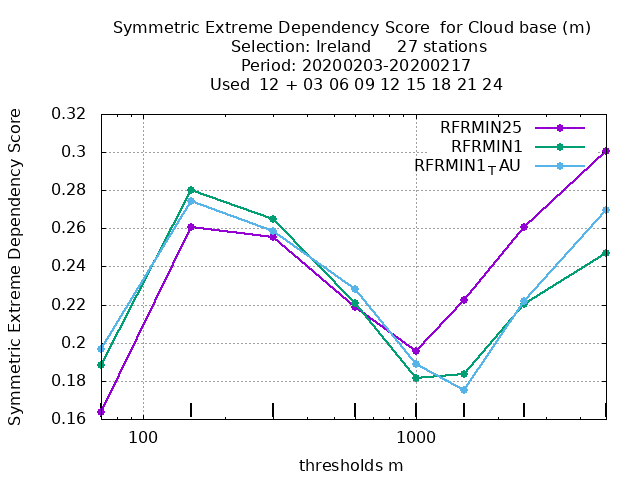 Symmetric Extreme Dependency Score for Cloud base (m)
Selection: Ireland 27 stations
Period: 20200203-20200217
Used 12 + 03 06 09 12 15 18 21 24
Symmetric Extreme Dependency Score
0.32
0.3
0.28
0.26
0.24
0.22
0.2
0.18
0.16
RFRMIN25
RFRMIN1
RFRMIN1TAU
100
1000
thresholds m